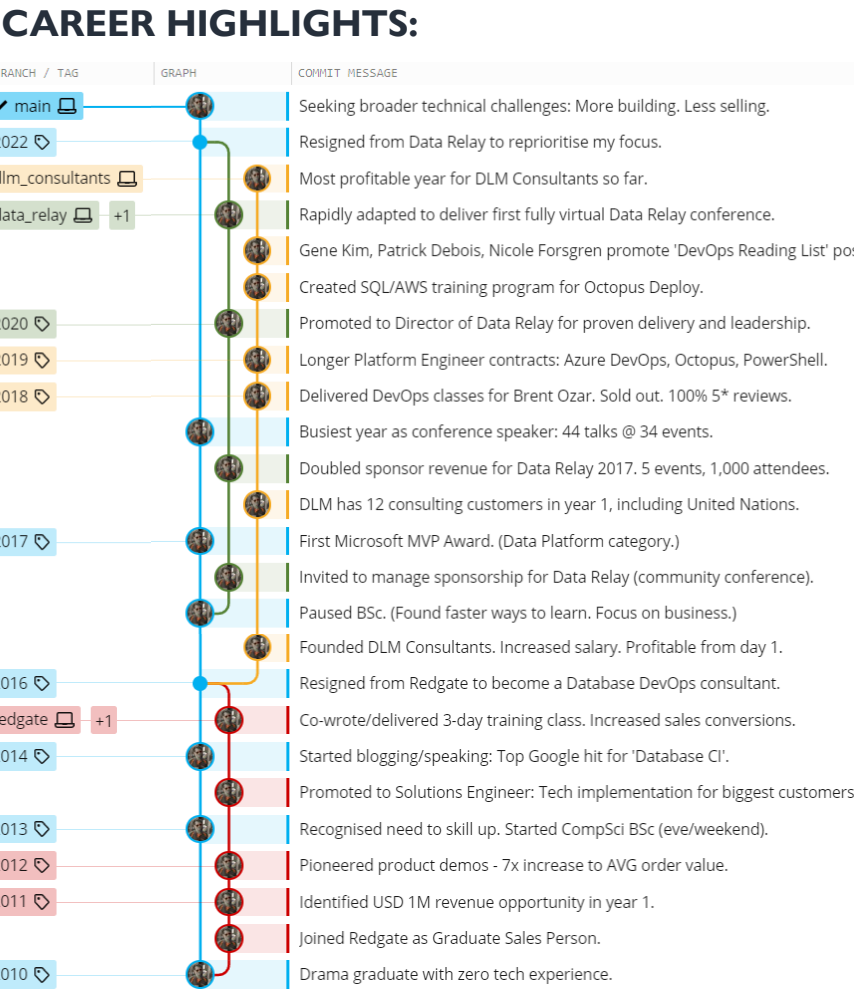 CAREER HIGHLIGHTS:
RANCH / TAG GRAPH COMMIT MESSAGE
main Seeking broader technical challenges: More building. Less selling.
022 Resigned from Data Relay to reprioritise my focus.
llm_consultants Most profitable year for DLM Consultants so far.
lata_relay +1 Rapidly adapted to deliver first fully virtual Data Relay conference.
Gene Kim, Patrick Debois, Nicole Forsgren promote 'DevOps Reading List' pos
Created SQL/AWS training program for Octopus Deploy.
020 Promoted to Director of Data Relay for proven delivery and leadership.
2019 Longer Platform Engineer contracts: Azure DevOps, Octopus, PowerShell.
2018 Delivered DevOps classes for Brent Ozar. Sold out. 100% 5* reviews.
Busiest year as conference speaker: 44 talks @ 34 events.
Doubled sponsor revenue for Data Relay 2017. 5 events, 1,000 attendees.
DLM has 12 consulting customers in year 1, including United Nations.
2017 First Microsoft MVP Award. (Data Platform category.)
Invited to manage sponsorship for Data Relay (community conference).
Paused BSc. (Found faster ways to learn. Focus on business.)
Founded DLM Consultants. Increased salary. Profitable from day 1.
016 Resigned from Redgate to become a Database DevOps consultant.
edgate +1 Co-wrote/delivered 3-day training class. Increased sales conversions.
014 Started blogging/speaking: Top Google hit for 'Database CI'.
Promoted to Solutions Engineer: Tech implementation for biggest customers
013 Recognised need to skill up. Started CompSci BSc (eve/weekend).
012 Pioneered product demos - 7x increase to AVG order value.
011 Identified USD 1M revenue opportunity in year 1.
Joined Redgate as Graduate Sales Person.
010 Drama graduate with zero tech experience.